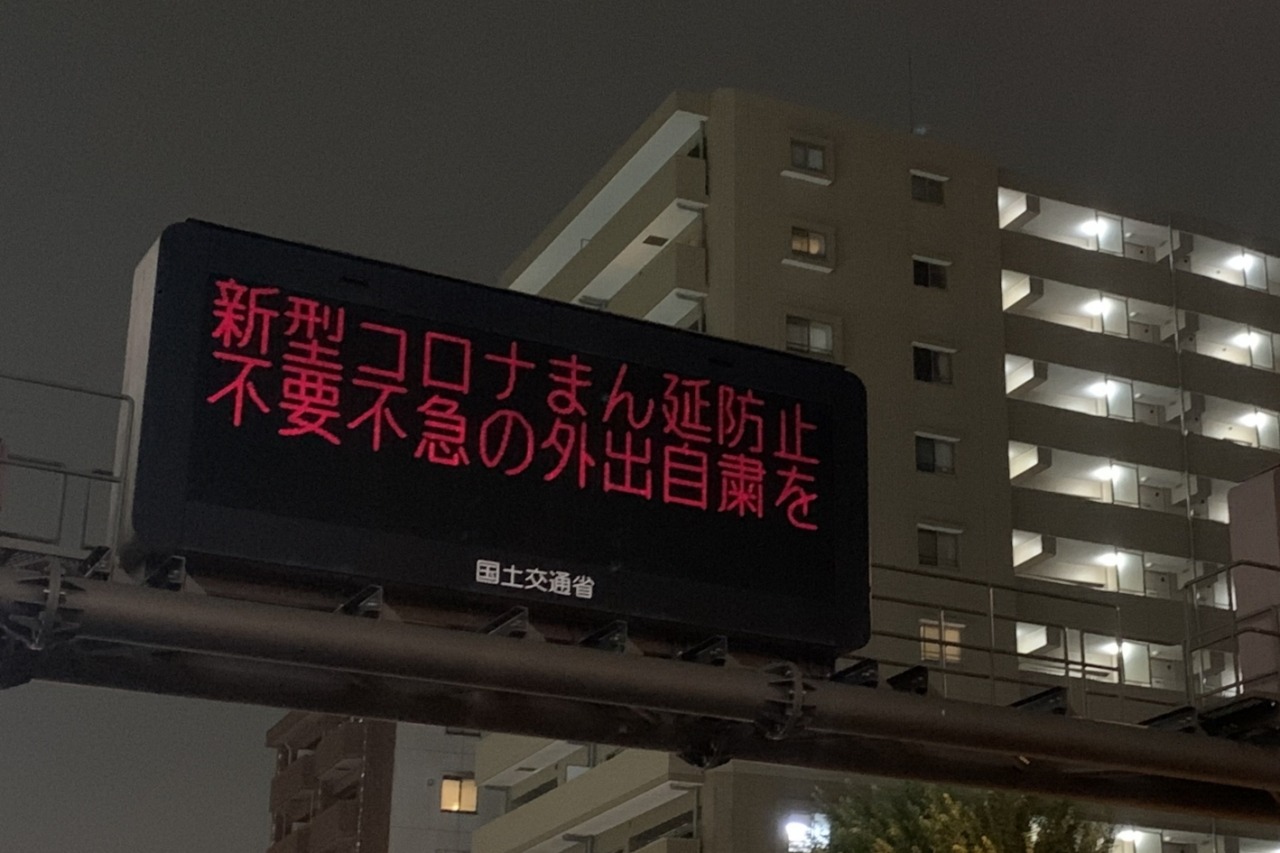 新型コロナまん延防止
不要不急の外出自粛を
国土交通省